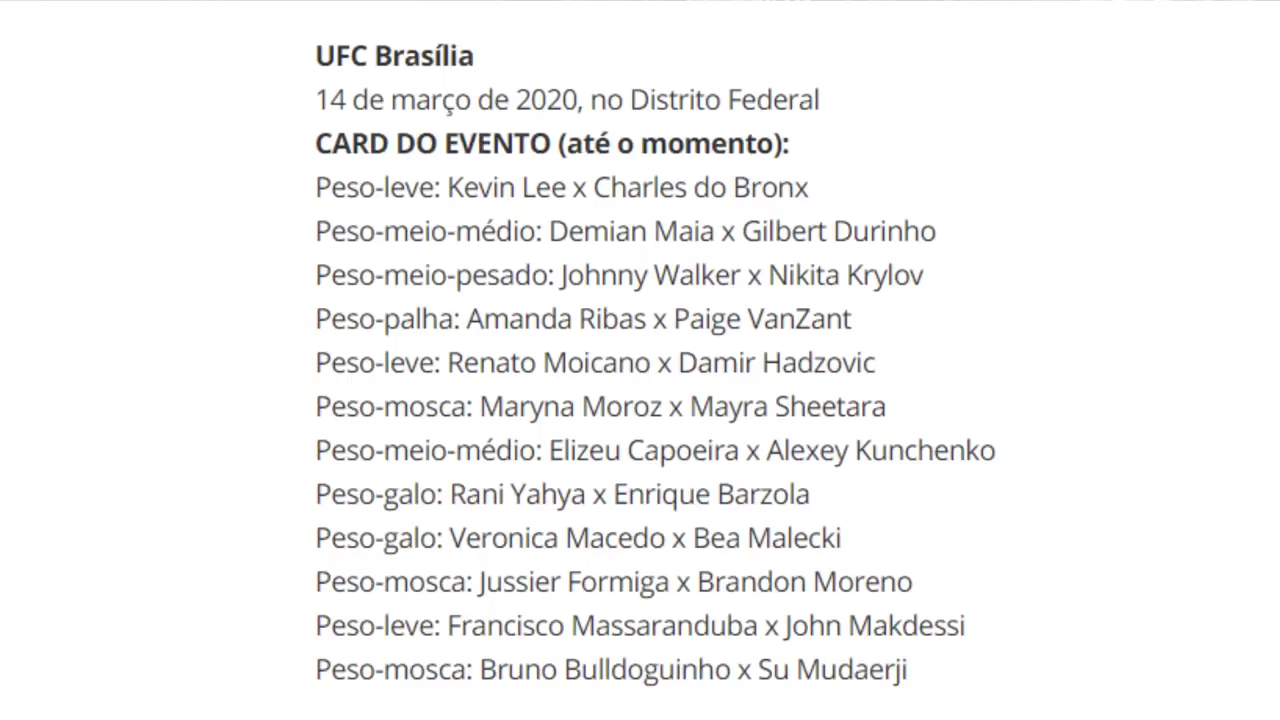 UFC Brasília
14 de março de 2020, no Distrito Federal
CARD DO EVENTO (até o momento):
Peso-leve: Kevin Lee x Charles do Bronx
Peso-meio-médio: Demian Maia x Gilbert Durinho
Peso-meio-pesado: Johnny Walker x Nikita Krylov
Peso-palha: Amanda Ribas x Paige VanZant
Peso-leve: Renato Moicano x Damir Hadzovic
Peso-mosca: Maryna Moroz x Mayra Sheetara
Peso-meio-médio: Elizeu Capoeira x Alexey Kunchenko
Peso-galo: Rani Yahya x Enrique Barzola
Peso-galo: Veronica Macedo x Bea Malecki
Peso-mosca: Jussier Formiga x Brandon Moreno
Peso-leve: Francisco Massaranduba x John Makdessi
Peso-mosca: Bruno Bulldoguinho x Su Mudaerji